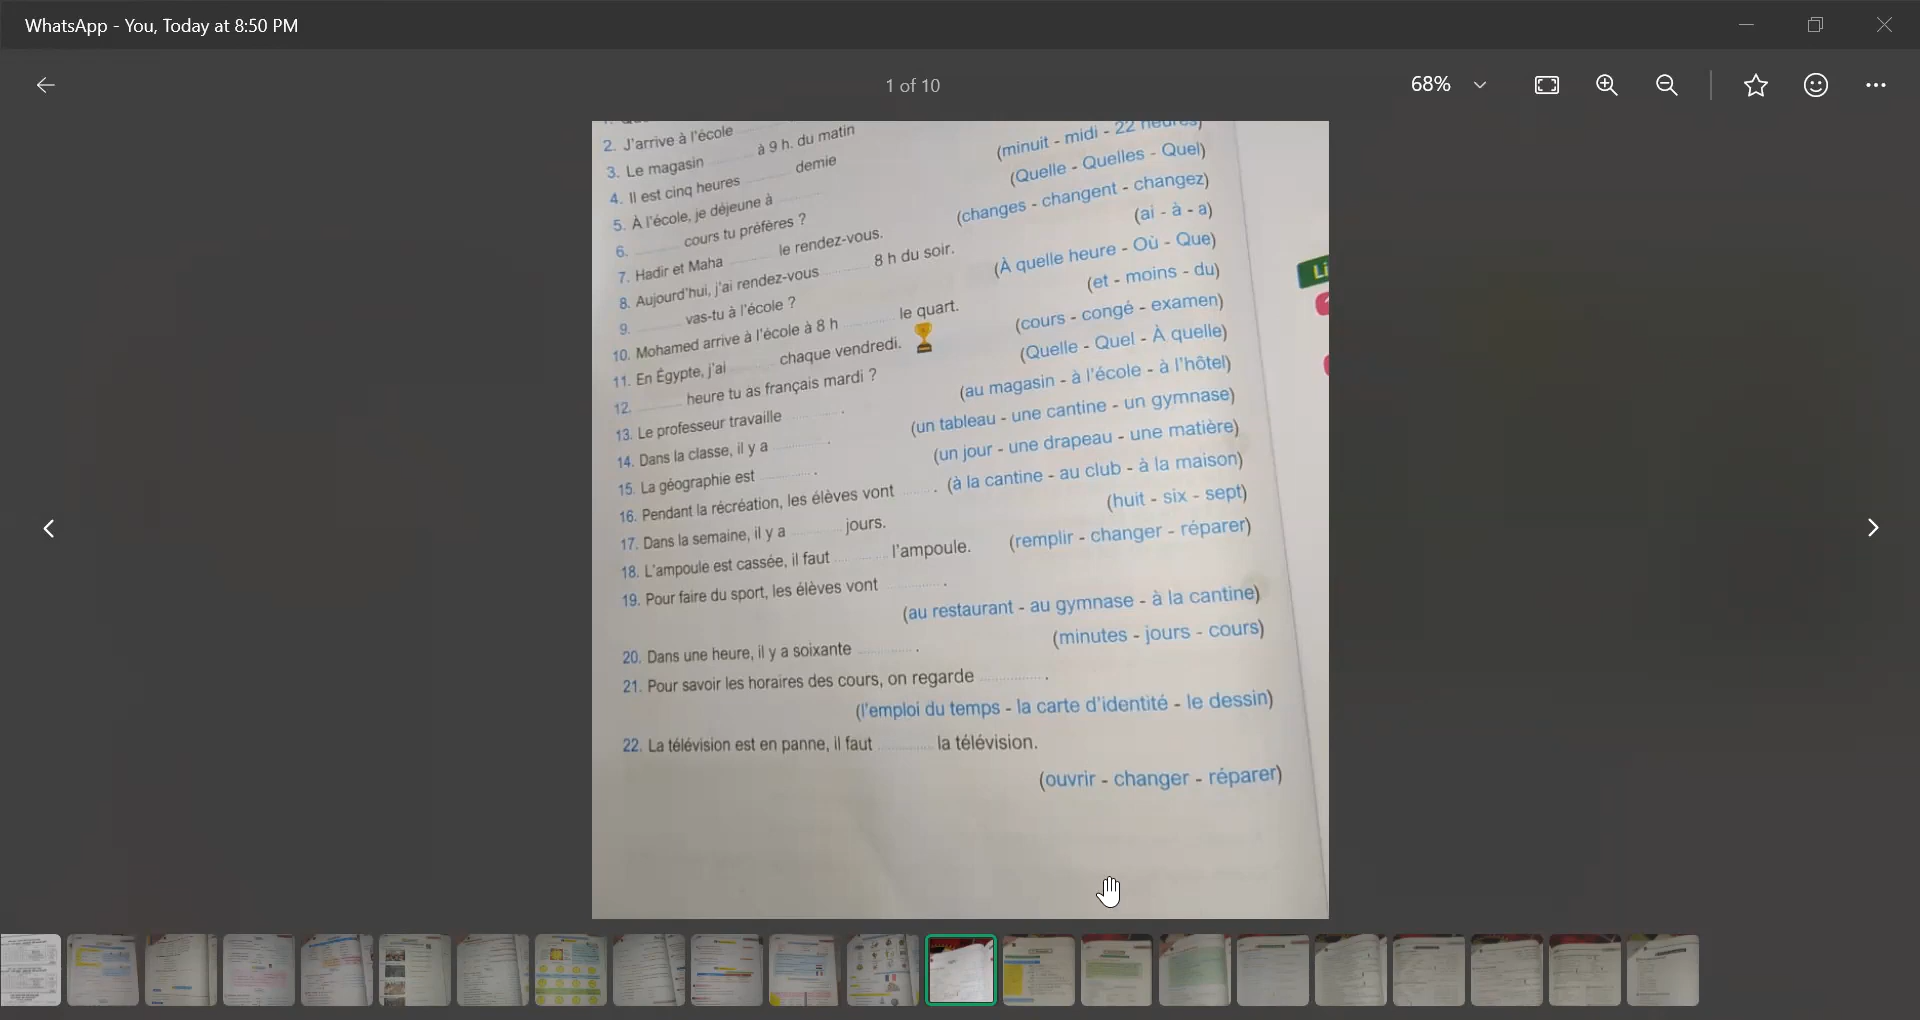 WhatsApp - You, Today at 8:50 PM
1 of 10
68%
2. J'arrive à l'école
3. Le magasin ........ à 9 h. du matin
4. Il est cinq heures ........ demie
5. À l'école, je déjeune à ........
(minuit - midi - 22 heures)
6. ........ cours tu préfères ?
(Quelle - Quelles - Quel)
7. Hadir et Maha ........ le rendez-vous.
(changes - changent - changez)
8. Aujourd'hui, j'ai rendez-vous ........ 8 h du soir.
(ai - à - a)
9. ........ vas-tu à l'école ?
(À quelle heure - Où - Que)
10. Mohamed arrive à l'école à 8 h ........ le quart.
(et - moins - du)
11. En Égypte, j'ai ........ chaque vendredi.
(cours - congé - examen)
12. ........ heure tu as français mardi ?
(Quelle - Quel - À quelle)
13. Le professeur travaille ........ .
(au magasin - à l'école - à l'hôtel)
14. Dans la classe, il y a ........ .
(un tableau - une cantine - un gymnase)
15. La géographie est ........ .
(un jour - une drapeau - une matière)
16. Pendant la récréation, les élèves vont ........ . (à la cantine - au club - à la maison)
17. Dans la semaine, il y a ........ jours.
(huit - six - sept)
18. L'ampoule est cassée, il faut ........ l'ampoule.
(remplir - changer - réparer)
19. Pour faire du sport, les élèves vont ........ .
(au restaurant - au gymnase - à la cantine)
20. Dans une heure, il y a soixante ........ .
(minutes - jours - cours)
21. Pour savoir les horaires des cours, on regarde ........ .
(l'emploi du temps - la carte d'identité - le dessin)
22. La télévision est en panne, il faut ........ la télévision.
(ouvrir - changer - réparer)
Li